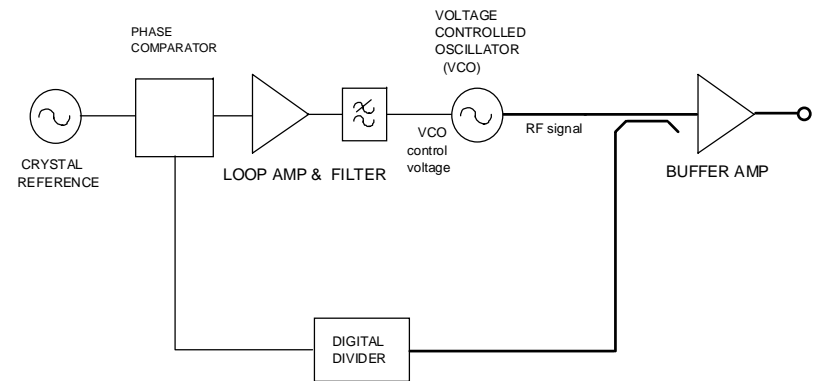 VOLTAGE
CONTROLLED
OSCILLATOR
(VCO)
PHASE
COMPARATOR
CRYSTAL
REFERENCE
LOOP AMP & FILTER
VCO
control
voltage
RF signal
BUFFER AMP
DIGITAL
DIVIDER